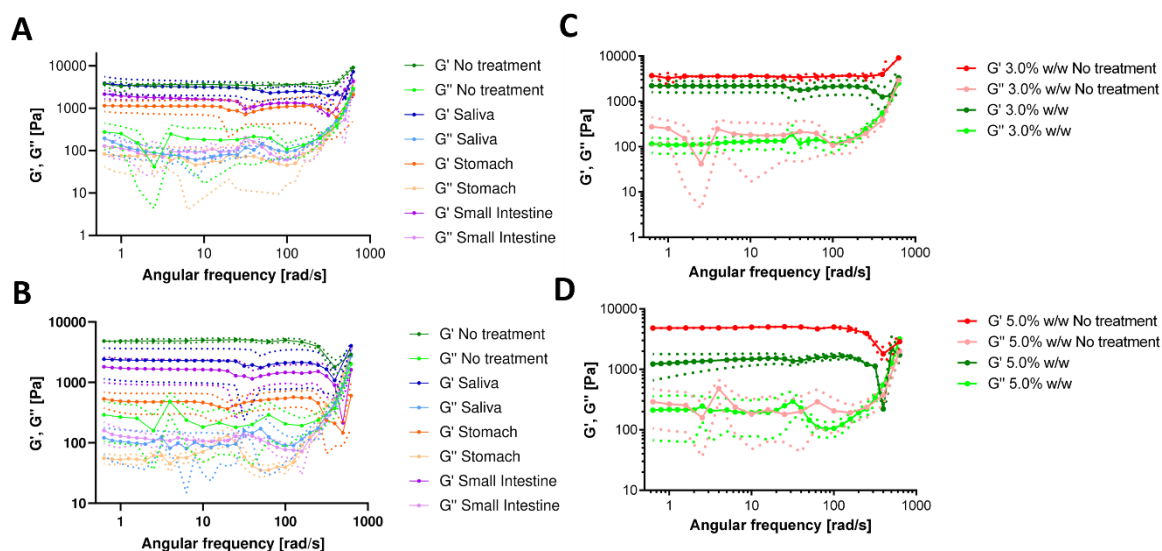 A
10000
1000
100
10
1
G', G'' [Pa]
1
10
100
1000
Angular frequency [rad/s]
G' No treatment
G'' No treatment
G' Saliva
G'' Saliva
G' Stomach
G'' Stomach
G' Small Intestine
G'' Small Intestine
B
10000
1000
100
10
G', G'' [Pa]
1
10
100
1000
Angular frequency [rad/s]
G' No treatment
G'' No treatment
G' Saliva
G'' Saliva
G' Stomach
G'' Stomach
G' Small Intestine
G'' Small Intestine
C
10000
1000
100
10
1
G', G'' [Pa]
1
10
100
1000
Angular frequency [rad/s]
G' 3.0% w/w No treatment
G'' 3.0% w/w No treatment
G' 3.0% w/w
G'' 3.0% w/w
D
10000
1000
100
10
G', G'' [Pa]
1
10
100
1000
Angular frequency [rad/s]
G' 5.0% w/w No treatment
G'' 5.0% w/w No treatment
G' 5.0% w/w
G'' 5.0% w/w